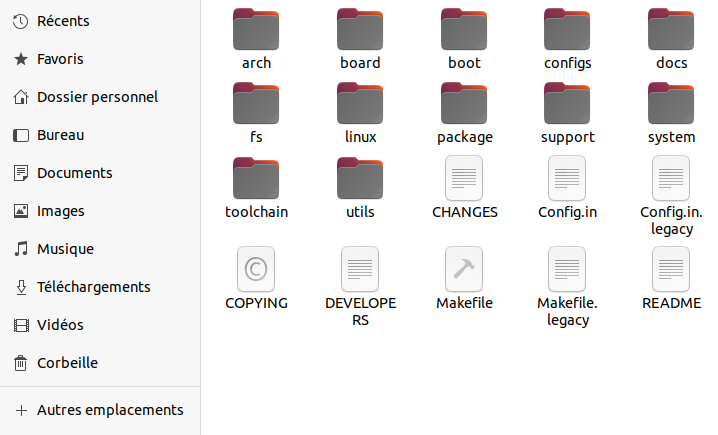 Récents
Favoris
Dossier personnel
Bureau
Documents
Images
Musique
Téléchargements
Vidéos
Corbeille
Autres emplacements
arch
board
boot
configs
docs
fs
linux
package
support
system
toolchain
utils
CHANGES
Config.in
Config.in.
legacy
COPYING
DEVELOPE
RS
Makefile
Makefile.
legacy
README